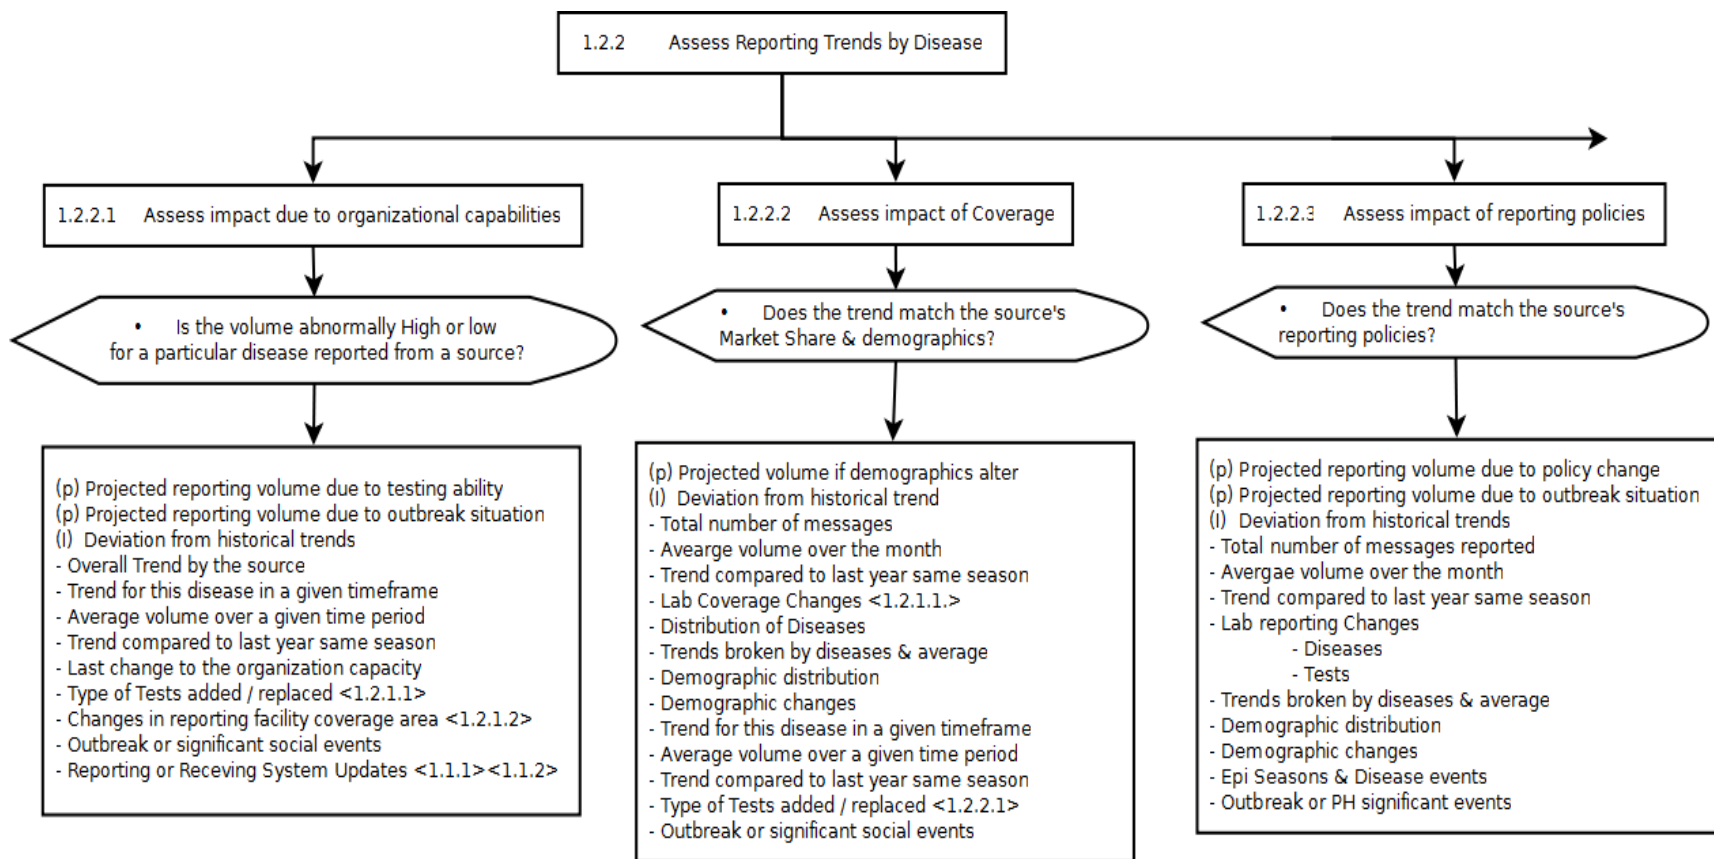 1.2.2 Assess Reporting Trends by Disease
1.2.2.1 Assess impact due to organizational capabilities
• Is the volume abnormally High or low
for a particular disease reported from a source?
(p) Projected reporting volume due to testing ability
(p) Projected reporting volume due to outbreak situation
(I) Deviation from historical trends
- Overall Trend by the source
- Trend for this disease in a given timeframe
- Average volume over a given time period
- Trend compared to last year same season
- Last change to the organization capacity
- Type of Tests added / replaced <1.2.1.1>
- Changes in reporting facility coverage area <1.2.1.2>
- Outbreak or significant social events
- Reporting or Receving System Updates <1.1.1><1.1.2>
1.2.2.2 Assess impact of Coverage
• Does the trend match the source's
Market Share & demographics?
(p) Projected volume if demographics alter
(I) Deviation from historical trend
- Total number of messages
- Avearge volume over the month
- Trend compared to last year same season
- Lab Coverage Changes <1.2.1.1.>
- Distribution of Diseases
- Trends broken by diseases & average
- Demographic distribution
- Demographic changes
- Trend for this disease in a given timeframe
- Average volume over a given time period
- Trend compared to last year same season
- Type of Tests added / replaced <1.2.2.1>
- Outbreak or significant social events
1.2.2.3 Assess impact of reporting policies
• Does the trend match the source's
reporting policies?
(p) Projected reporting volume due to policy change
(p) Projected reporting volume due to outbreak situation
(I) Deviation from historical trends
- Total number of messages reported
- Avergae volume over the month
- Trend compared to last year same season
- Lab reporting Changes
- Diseases
- Tests
- Trends broken by diseases & average
- Demographic distribution
- Demographic changes
- Epi Seasons & Disease events
- Outbreak or PH significant events